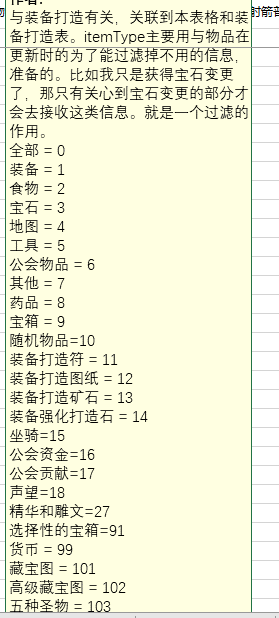 作者:
与装备打造有关，关联到本表格和装
备打造表。itemType主要用与物品在
更新时的为了能过滤掉不用的信息，
准备的。比如我只是获得宝石变更
了，那只有关心到宝石变更的部分才
会去接收这类信息。就是一个过滤的
作用。
全部 = 0
装备 = 1
食物 = 2
宝石 = 3
地图 = 4
工具 = 5
公会物品 = 6
其他 = 7
药品 = 8
宝箱 = 9
随机物品=10
装备打造符 = 11
装备打造图纸 = 12
装备打造矿石 = 13
装备强化打造石 = 14
坐骑=15
公会资金=16
公会贡献=17
声望=18
精华和雕文=27
选择性的宝箱=91
货币 = 99
藏宝图 = 101
高级藏宝图 = 102
五种圣物 = 103